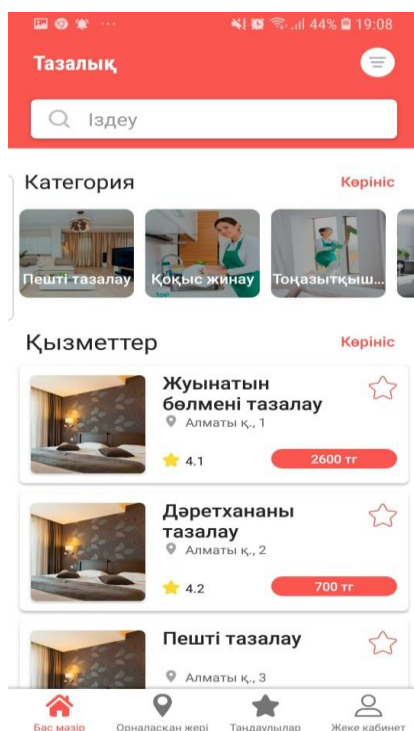 44% 19:08
Тазалық
Іздеу
Категория Көрініс
Пешті тазалау Қоқыс жинау Тоңазытқыш...
Қызметтер Көрініс
Жуынатын
бөлмені тазалау
Алматы қ., 1
4.1 2600 тг
Дәретхананы
тазалау
Алматы қ., 2
4.2 700 тг
Пешті тазалау
Алматы қ., 3
Бас мәзір Орналасқан жері Таңдаулылар Жеке кабинет